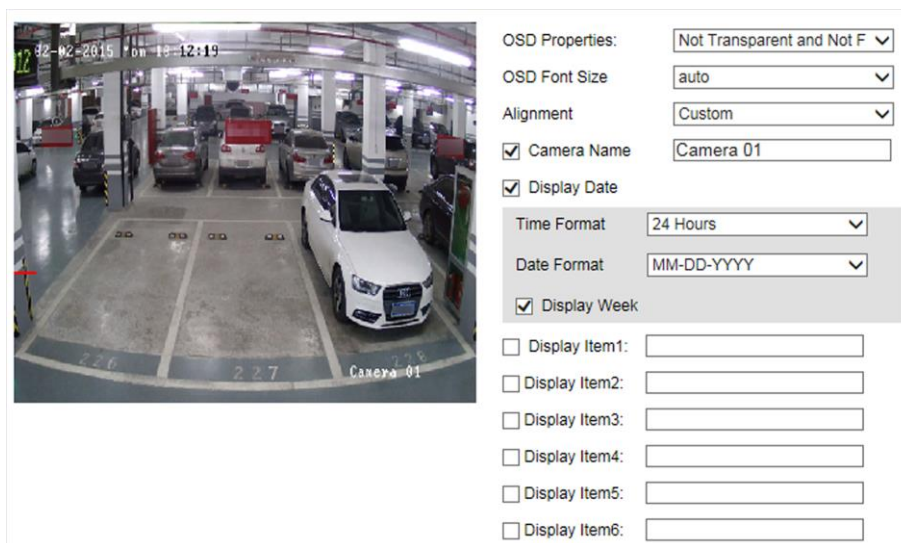 02-02-2015 Mon 18:12:19
012
226
227
228
Camera 01
OSD Properties:
Not Transparent and Not F
OSD Font Size
auto
Alignment
Custom
Camera Name
Camera 01
Display Date
Time Format
24 Hours
Date Format
MM-DD-YYYY
Display Week
Display Item1:
Display Item2:
Display Item3:
Display Item4:
Display Item5:
Display Item6: